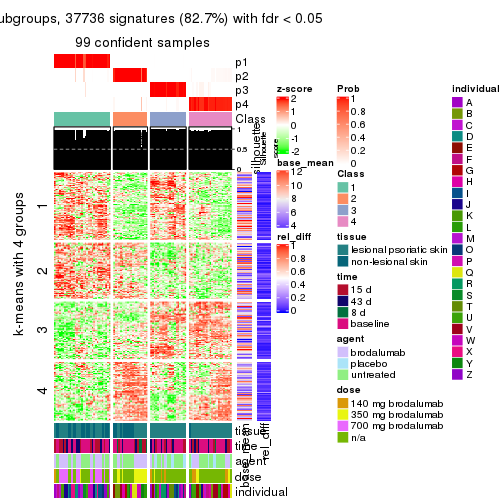 ubgroups, 37736 signatures (82.7%) with fdr < 0.05
99 confident samples
p1
p2
p3
p4
Class
silhouette
score
1
0.5
0
k-means with 4 groups
1
2
3
4
tissue
time
agent
dose
individual
base_mean
rel_diff
z-score
2
1
0
-1
-2
base_mean
12
10
8
6
4
rel_diff
1
0.8
0.6
0.4
0.2
0
Prob
1
0.8
0.6
0.4
0.2
0
Class
1
2
3
4
tissue
lesional psoriatic skin
non-lesional skin
time
15 d
43 d
8 d
baseline
agent
brodalumab
placebo
untreated
dose
140 mg brodalumab
350 mg brodalumab
700 mg brodalumab
n/a
individual
A
B
C
D
E
F
G
H
I
J
K
L
M
O
P
Q
R
S
T
U
V
W
X
Y
Z